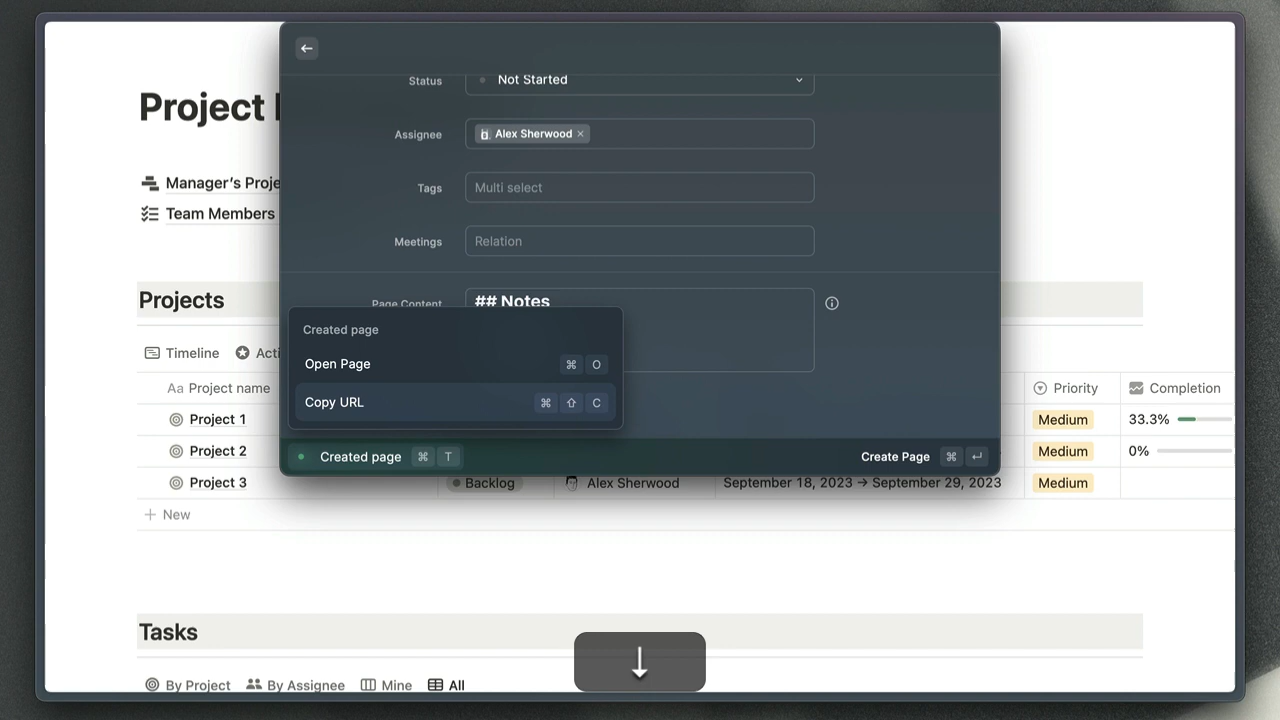 Project
Manager's Proje
Team Members
Projects
Timeline
Acti
Aa Project name
Priority
Completion
Project 1
Medium
33.3%
Project 2
Medium
0%
Project 3
Backlog
Alex Sherwood
September 18, 2023 → September 29, 2023
Medium
+ New
Tasks
By Project
By Assignee
Mine
All
←
Status
Not Started
Assignee
Alex Sherwood ×
Tags
Multi select
Meetings
Relation
Page Content
## Notes
Created page
Open Page ⌘ O
Copy URL ⌘ ⇧ C
Created page ⌘ T
Create Page ⌘ ↵
↓